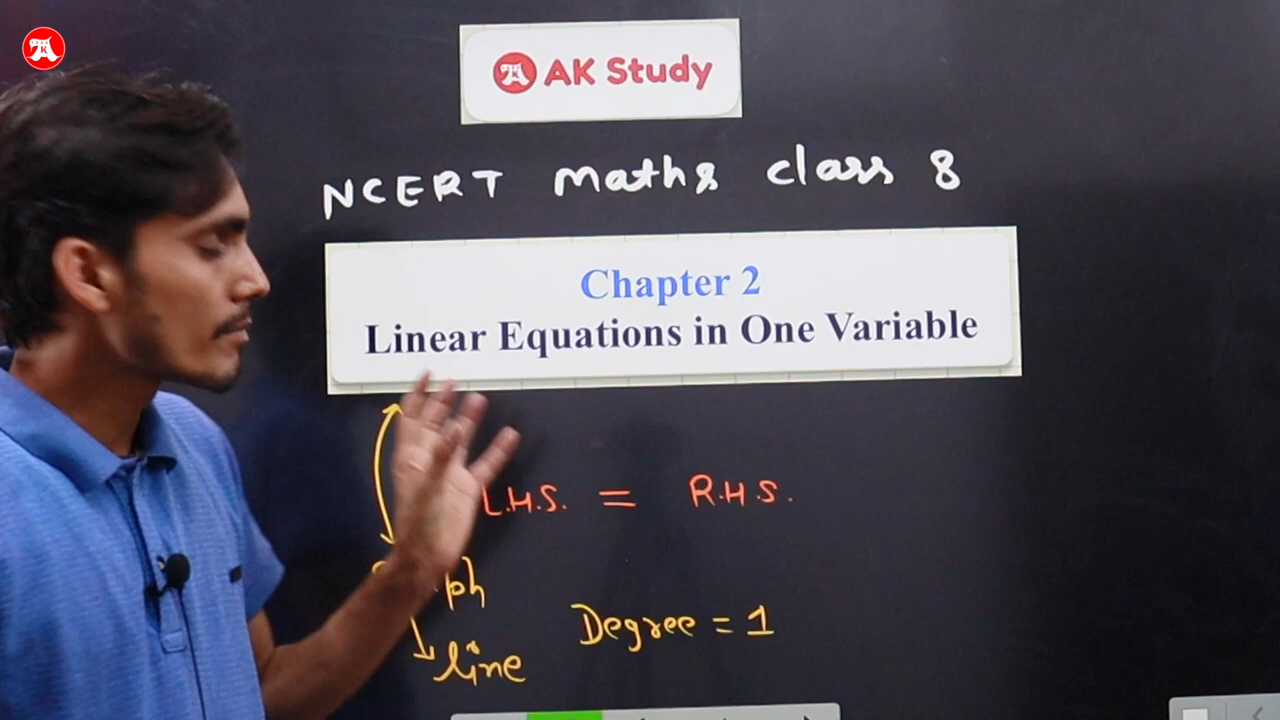 AK Study
NCERT maths class 8
Chapter 2
Linear Equations in One Variable
L.H.S. = R.H.S.
Degree = 1
line